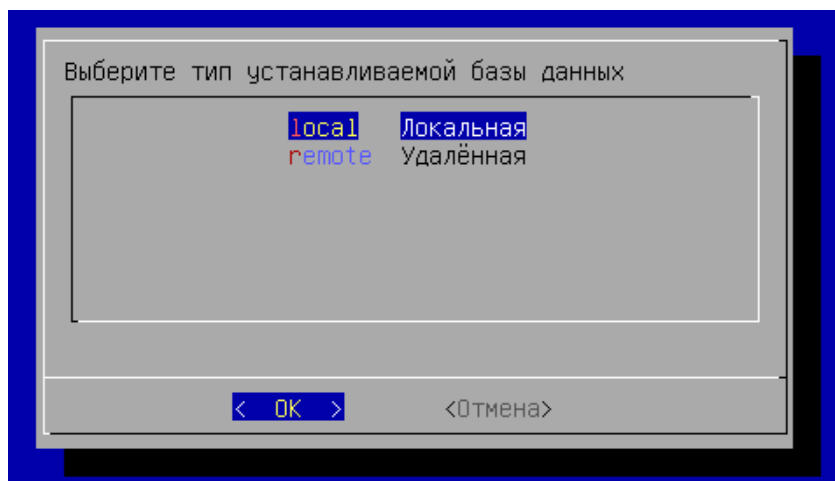 Выберите тип устанавливаемой базы данных
local Локальная
remote Удалённая
< OK > <Отмена>